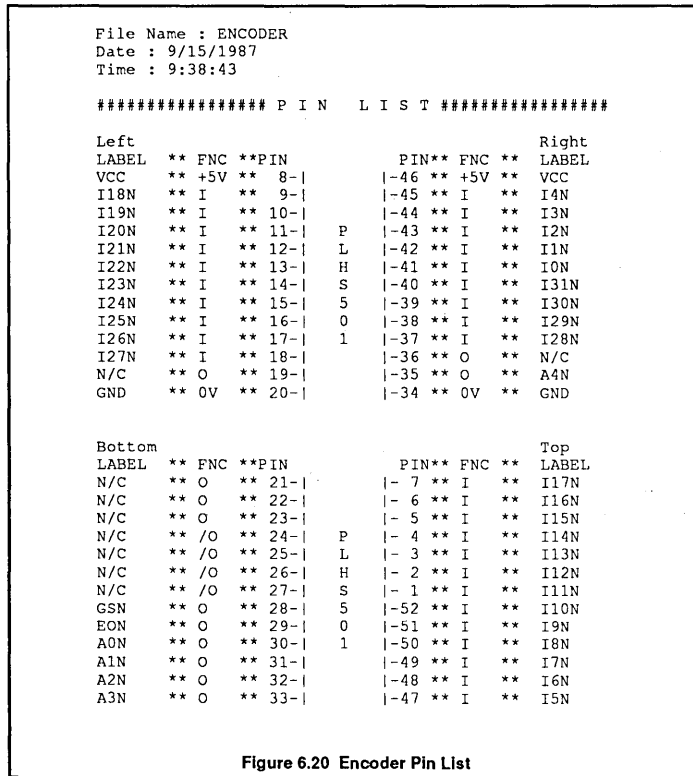 File Name : ENCODER
Date : 9/15/1987
Time : 9:38:43
################# P I N   L I S T #################
Left Right
LABEL ** FNC **PIN PIN** FNC ** LABEL
VCC ** +5V ** 8-| |-46 ** +5V ** VCC
I18N ** I ** 9-| |-45 ** I ** I4N
I19N ** I ** 10-| |-44 ** I ** I3N
I20N ** I ** 11-| P |-43 ** I ** I2N
I21N ** I ** 12-| L |-42 ** I ** I1N
I22N ** I ** 13-| H |-41 ** I ** I0N
I23N ** I ** 14-| S |-40 ** I ** I31N
I24N ** I ** 15-| 5 |-39 ** I ** I30N
I25N ** I ** 16-| 0 |-38 ** I ** I29N
I26N ** I ** 17-| 1 |-37 ** I ** I28N
I27N ** I ** 18-| |-36 ** O ** N/C
N/C ** O ** 19-| |-35 ** O ** A4N
GND ** 0V ** 20-| |-34 ** 0V ** GND
Bottom Top
LABEL ** FNC **PIN PIN** FNC ** LABEL
N/C ** O ** 21-| |- 7 ** I ** I17N
N/C ** O ** 22-| |- 6 ** I ** I16N
N/C ** O ** 23-| |- 5 ** I ** I15N
N/C ** /O ** 24-| P |- 4 ** I ** I14N
N/C ** /O ** 25-| L |- 3 ** I ** I13N
N/C ** /O ** 26-| H |- 2 ** I ** I12N
N/C ** /O ** 27-| S |- 1 ** I ** I11N
GSN ** O ** 28-| 5 |-52 ** I ** I10N
EON ** O ** 29-| 0 |-51 ** I ** I9N
A0N ** O ** 30-| 1 |-50 ** I ** I8N
A1N ** O ** 31-| |-49 ** I ** I7N
A2N ** O ** 32-| |-48 ** I ** I6N
A3N ** O ** 33-| |-47 ** I ** I5N
Figure 6.20 Encoder Pin List